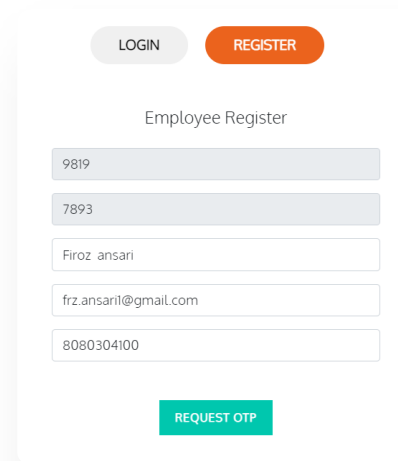 LOGIN
REGISTER
Employee Register
9819
7893
Firoz ansari
frz.ansari1@gmail.com
8080304100
REQUEST OTP